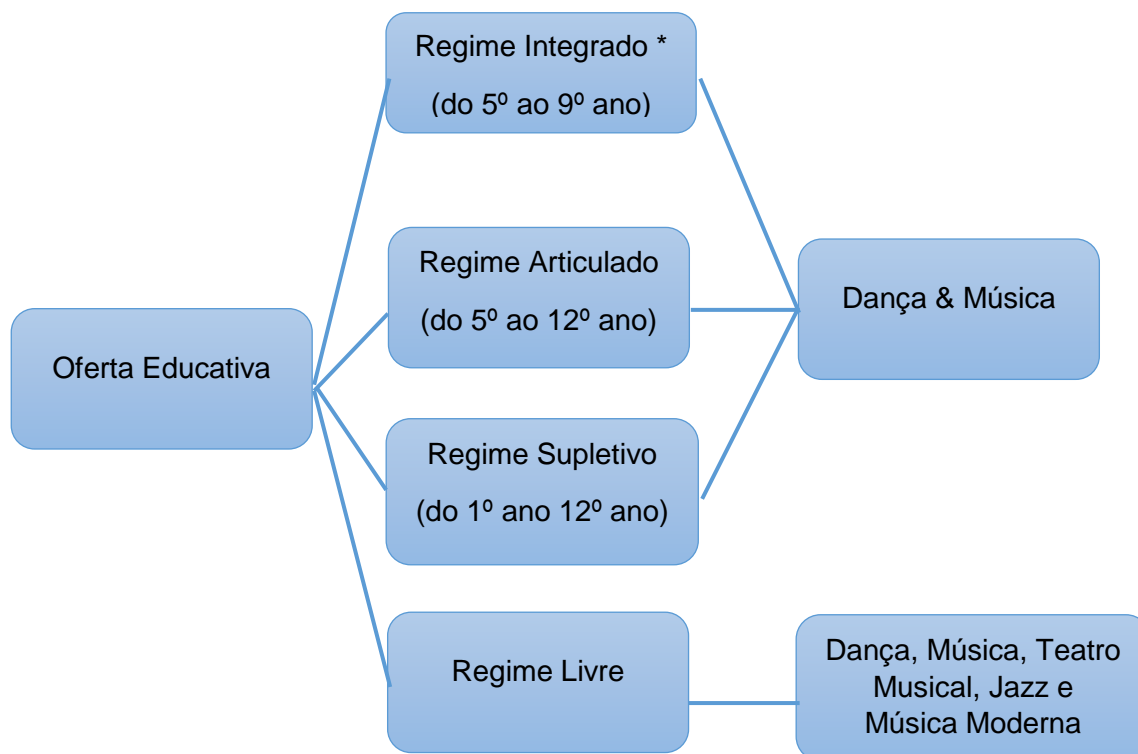 Regime Integrado *
(do 5º ao 9º ano)
Regime Articulado
(do 5º ao 12º ano)
Dança & Música
Oferta Educativa
Regime Supletivo
(do 1º ano 12º ano)
Regime Livre
Dança, Música, Teatro
Musical, Jazz e
Música Moderna